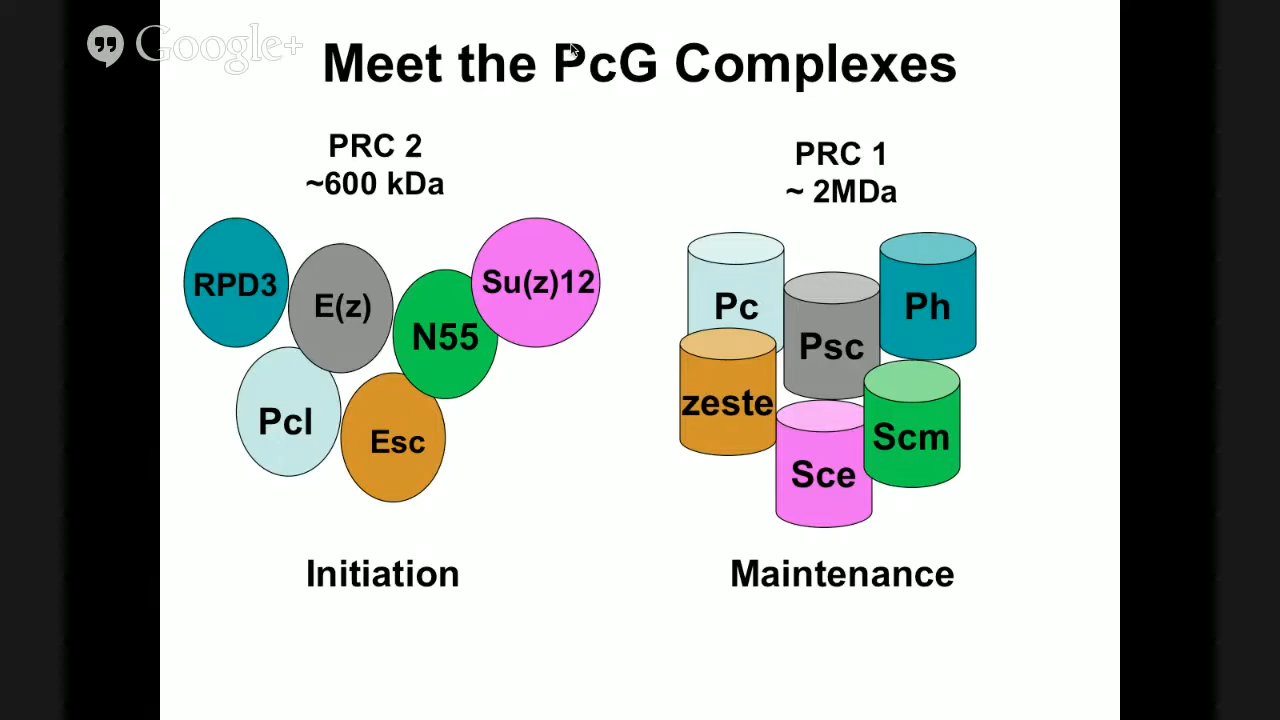 Google+
Meet the PcG Complexes
PRC 2
~600 kDa
RPD3
E(z)
N55
Su(z)12
Pcl
Esc
Initiation
PRC 1
~ 2MDa
Pc
Psc
Ph
zeste
Sce
Scm
Maintenance